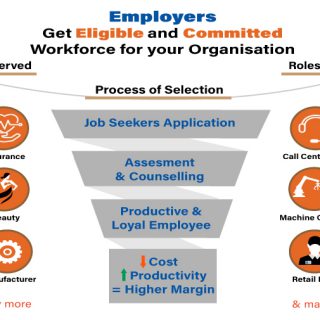 Employers
Get Eligible and Committed
Workforce for your Organisation
erved
Roles
Process of Selection
Job Seekers Application
urance
Call Cent
Assesment
& Counselling
eauty
Machine O
Productive &
Loyal Employee
ufacturer
Retail
Cost
Productivity
= Higher Margin
more
& ma